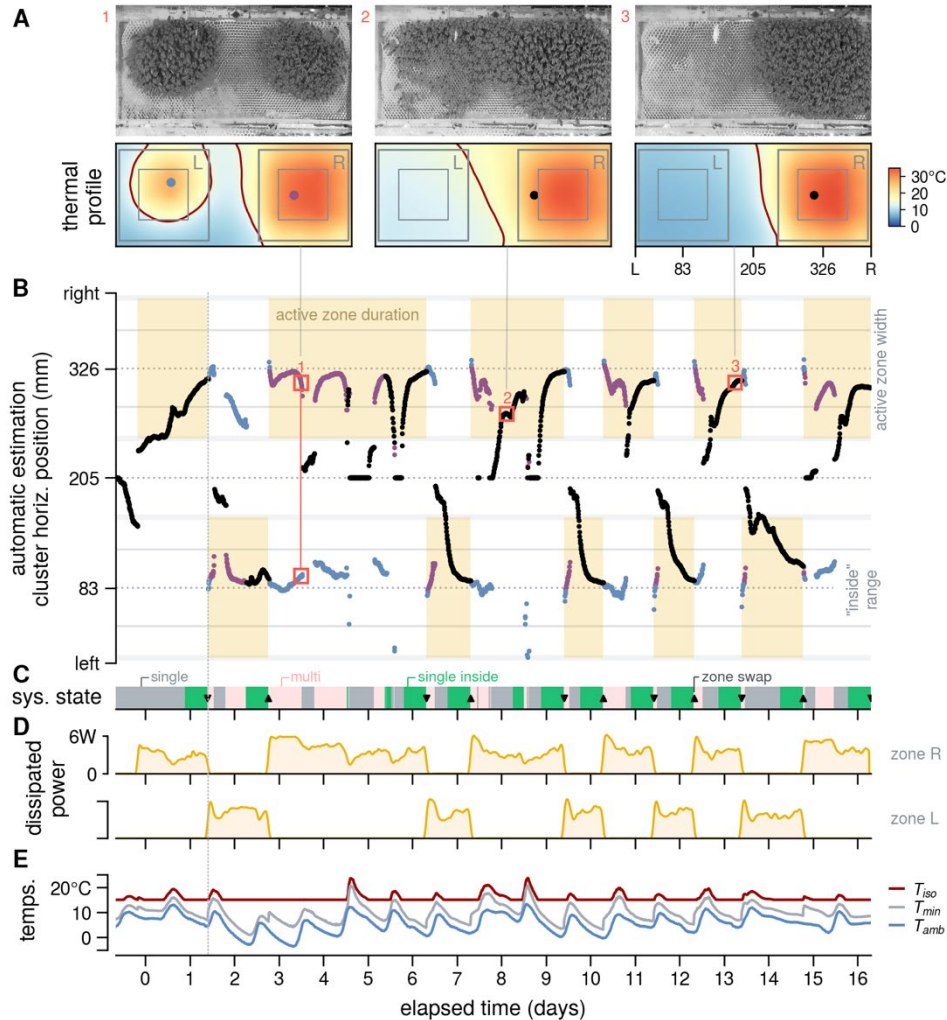 A
1
2
3
thermal profile
L
R
L
R
30°C
20
10
0
L 83 205 326 R
B
right
326
205
83
left
automatic estimation
cluster horiz. position (mm)
active zone duration
active zone width
"inside" range
1
2
3
C
single
multi
single inside
zone swap
sys. state
D
6W
0
dissipated power
zone R
zone L
E
20°C
10
0
temps.
Tiso
Tmin
Tamb
0 1 2 3 4 5 6 7 8 9 10 11 12 13 14 15 16
elapsed time (days)